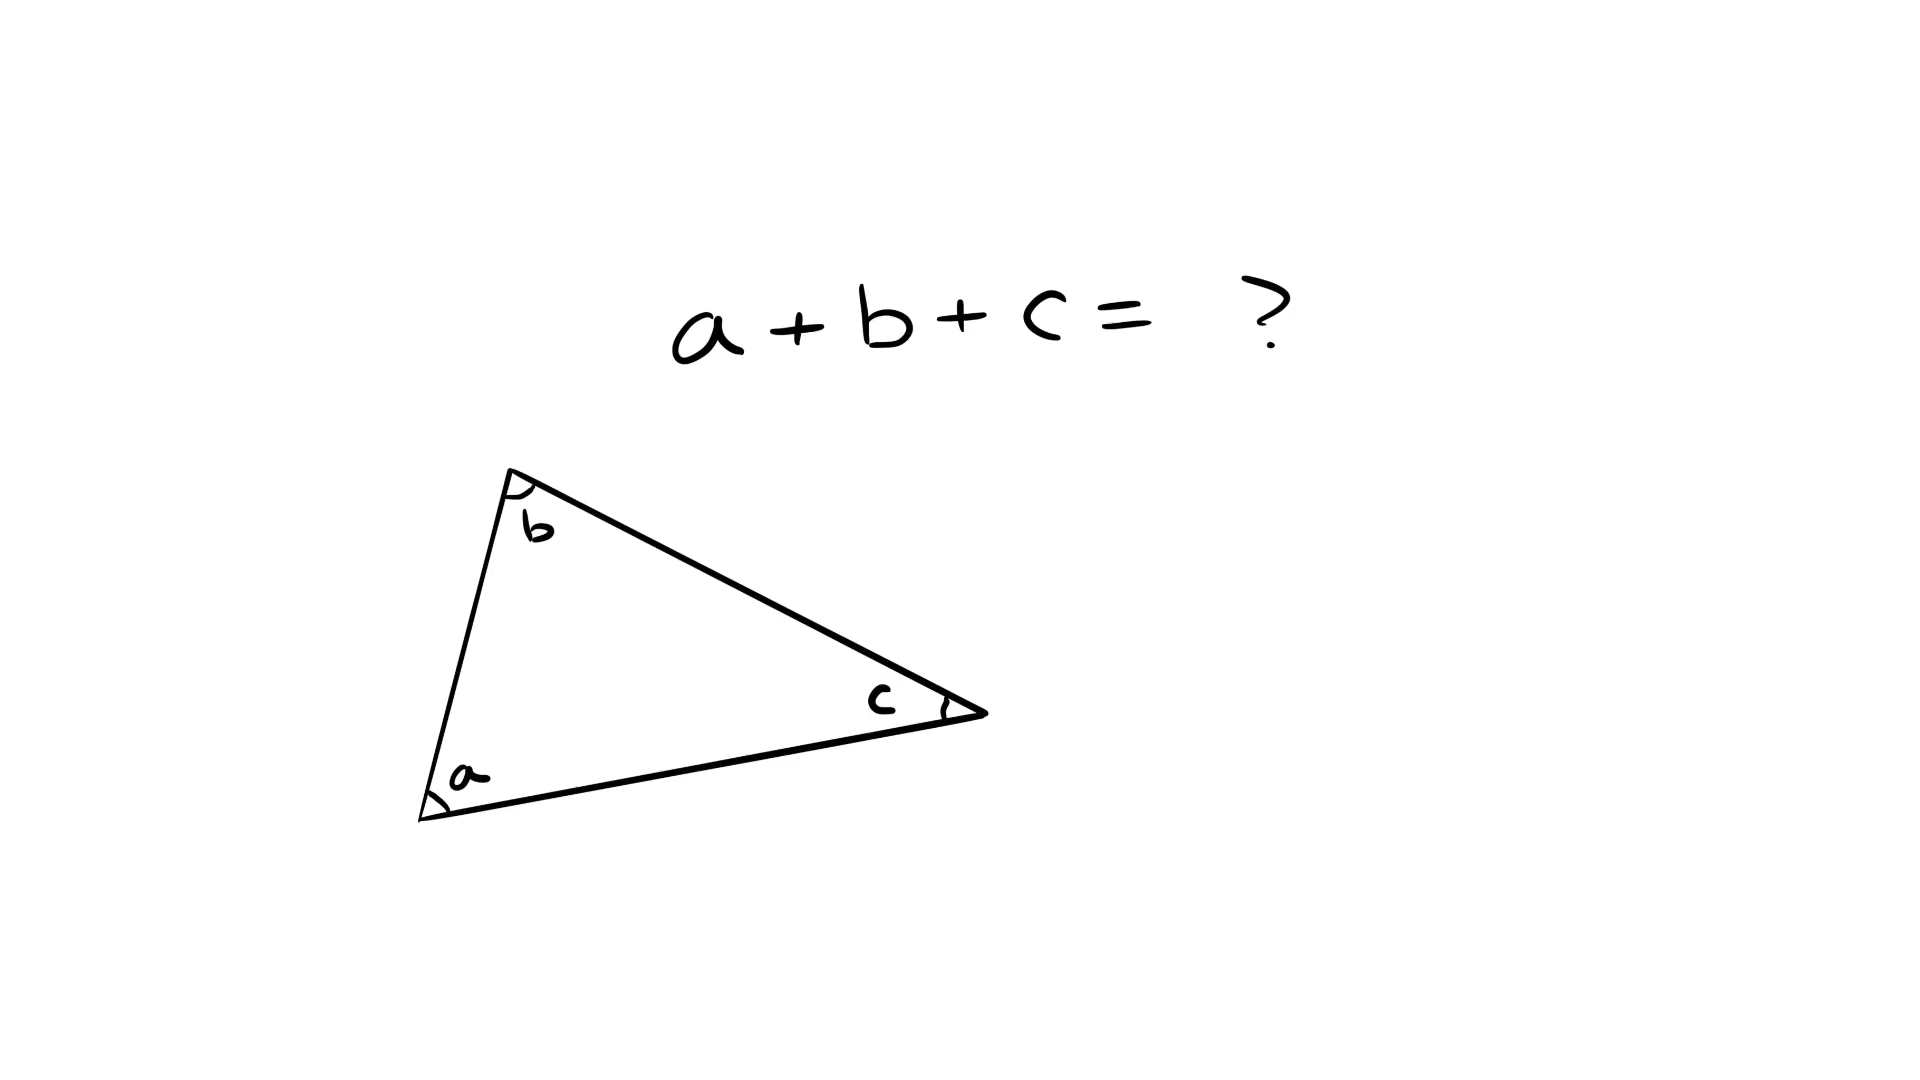 a + b + c = ?
b
c
a